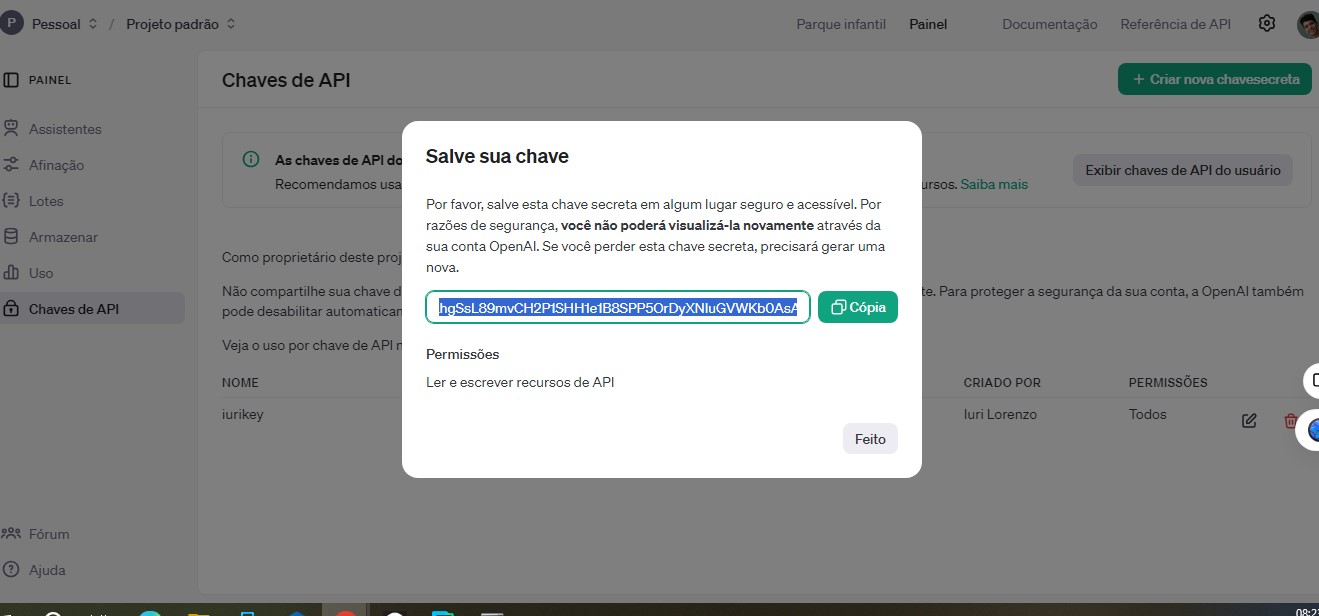 P Pessoal / Projeto padrão
Parque infantil Painel Documentação Referência de API
PAINEL
Assistentes
Afinação
Lotes
Armazenar
Uso
Chaves de API
Fórum
Ajuda
Chaves de API
+ Criar nova chavesecreta
As chaves de API do
Recomendamos usa
ursos. Saiba mais
Exibir chaves de API do usuário
Como proprietário deste proj
Não compartilhe sua chave d
te. Para proteger a segurança da sua conta, a OpenAI também
pode desabilitar automatican
Veja o uso por chave de API n
NOME CRIADO POR PERMISSÕES
iurikey Iuri Lorenzo Todos
Salve sua chave
Por favor, salve esta chave secreta em algum lugar seguro e acessível. Por
razões de segurança, você não poderá visualizá-la novamente através da
sua conta OpenAI. Se você perder esta chave secreta, precisará gerar uma
nova.
Cópia
Permissões
Ler e escrever recursos de API
Feito